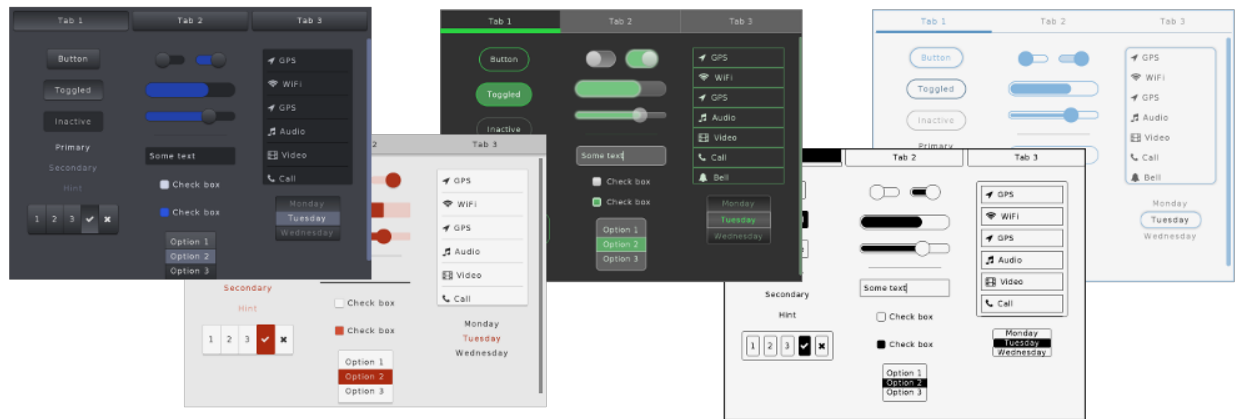 Tab 1 Tab 2 Tab 3
Button
Toggled
Inactive
Primary
Secondary
Hint
1 2 3
Some text
Check box
Check box
Option 1
Option 2
Option 3
GPS
WiFi
GPS
Audio
Video
Call
Monday
Tuesday
Wednesday
2 Tab 3
Secondary
Hint
1 2 3
Check box
Check box
Option 1
Option 2
Option 3
GPS
WiFi
GPS
Audio
Video
Call
Monday
Tuesday
Wednesday
Tab 1 Tab 2 Tab 3
Button
Toggled
Inactive
Some text
Check box
Check box
Option 1
Option 2
Option 3
GPS
WiFi
GPS
Audio
Video
Call
Bell
Monday
Tuesday
Wednesday
Tab 2 Tab 3
Secondary
Hint
1 2 3
Some text
Check box
Check box
Option 1
Option 2
Option 3
GPS
WiFi
GPS
Audio
Video
Call
Monday
Tuesday
Wednesday
Tab 1 Tab 2 Tab 3
Button
Toggled
Inactive
Primary
GPS
WiFi
GPS
Audio
Video
Call
Bell
Monday
Tuesday
Wednesday